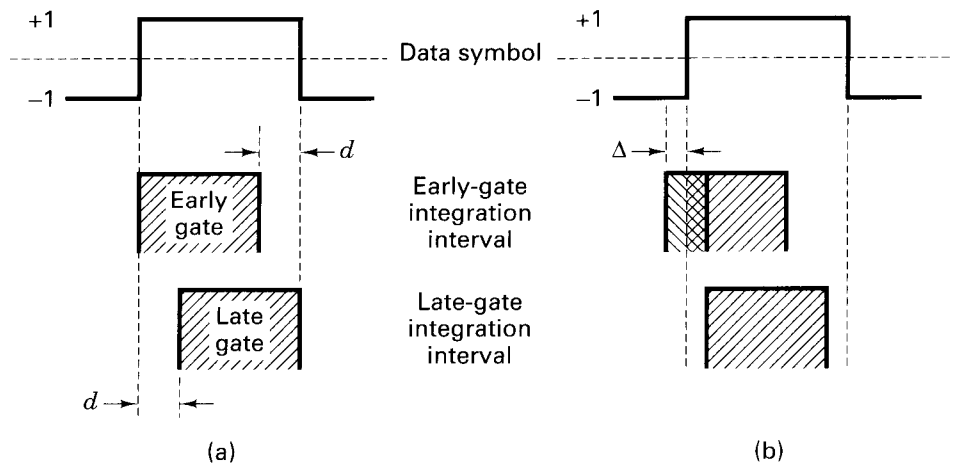 +1
Data symbol
−1
d
Early
gate
Early-gate
integration
interval
Late
gate
Late-gate
integration
interval
d
(a)
+1
−1
Δ
(b)